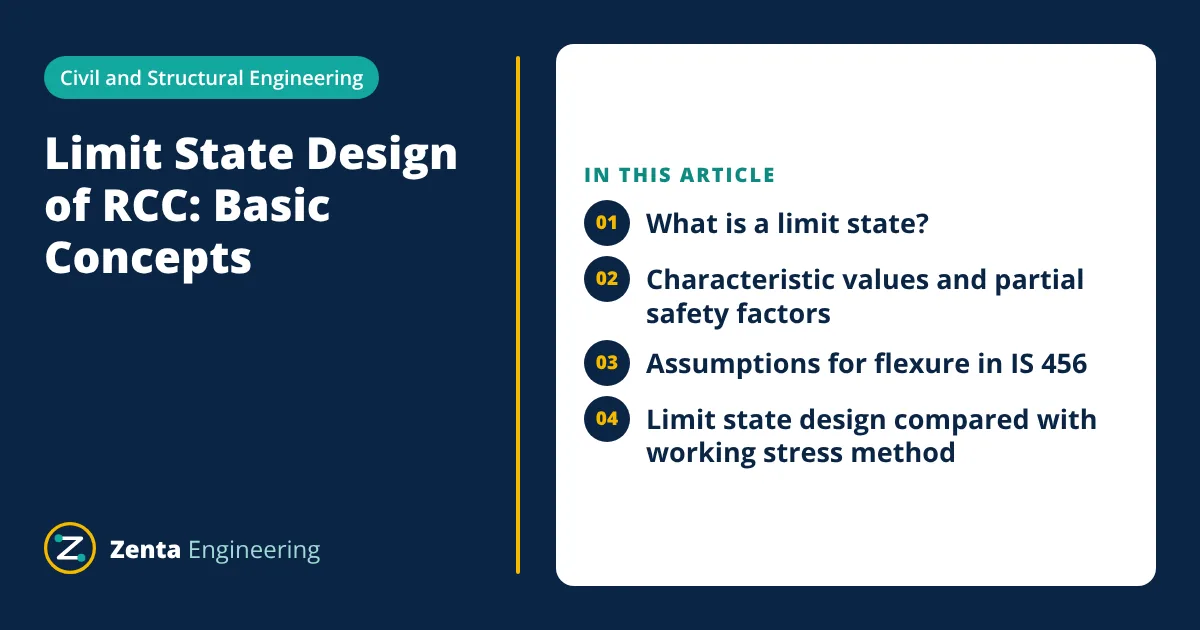 Civil and Structural Engineering
Limit State Design
of RCC: Basic
Concepts
Zenta Engineering
IN THIS ARTICLE
01 What is a limit state?
02 Characteristic values and partial
safety factors
03 Assumptions for flexure in IS 456
04 Limit state design compared with
working stress method